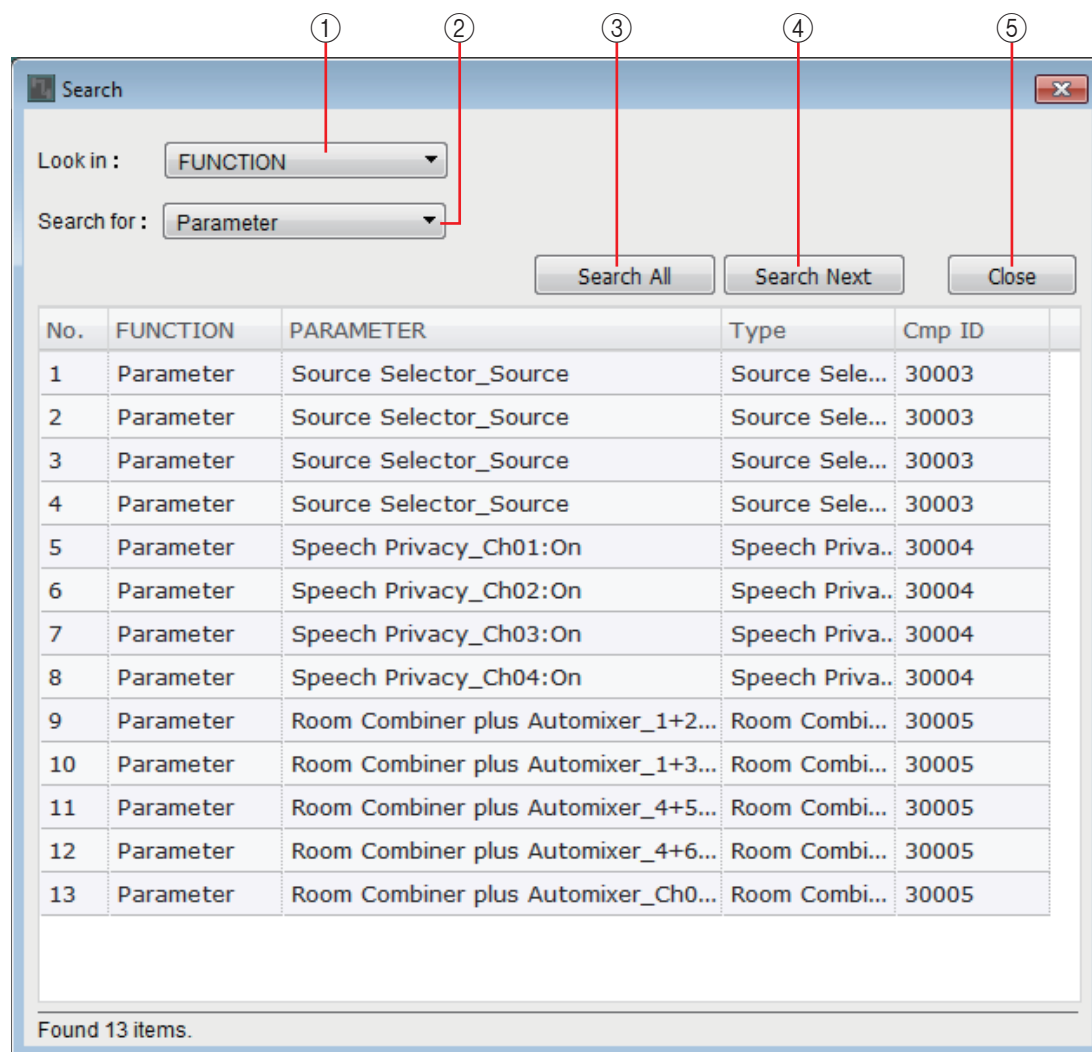 ① ② ③ ④ ⑤
Search
Look in : FUNCTION
Search for : Parameter
Search All Search Next Close
No. FUNCTION PARAMETER Type Cmp ID
1 Parameter Source Selector_Source Source Sele... 30003
2 Parameter Source Selector_Source Source Sele... 30003
3 Parameter Source Selector_Source Source Sele... 30003
4 Parameter Source Selector_Source Source Sele... 30003
5 Parameter Speech Privacy_Ch01:On Speech Priva.. 30004
6 Parameter Speech Privacy_Ch02:On Speech Priva.. 30004
7 Parameter Speech Privacy_Ch03:On Speech Priva.. 30004
8 Parameter Speech Privacy_Ch04:On Speech Priva.. 30004
9 Parameter Room Combiner plus Automixer_1+2... Room Combi... 30005
10 Parameter Room Combiner plus Automixer_1+3... Room Combi... 30005
11 Parameter Room Combiner plus Automixer_4+5... Room Combi... 30005
12 Parameter Room Combiner plus Automixer_4+6... Room Combi... 30005
13 Parameter Room Combiner plus Automixer_Ch0... Room Combi... 30005
Found 13 items.